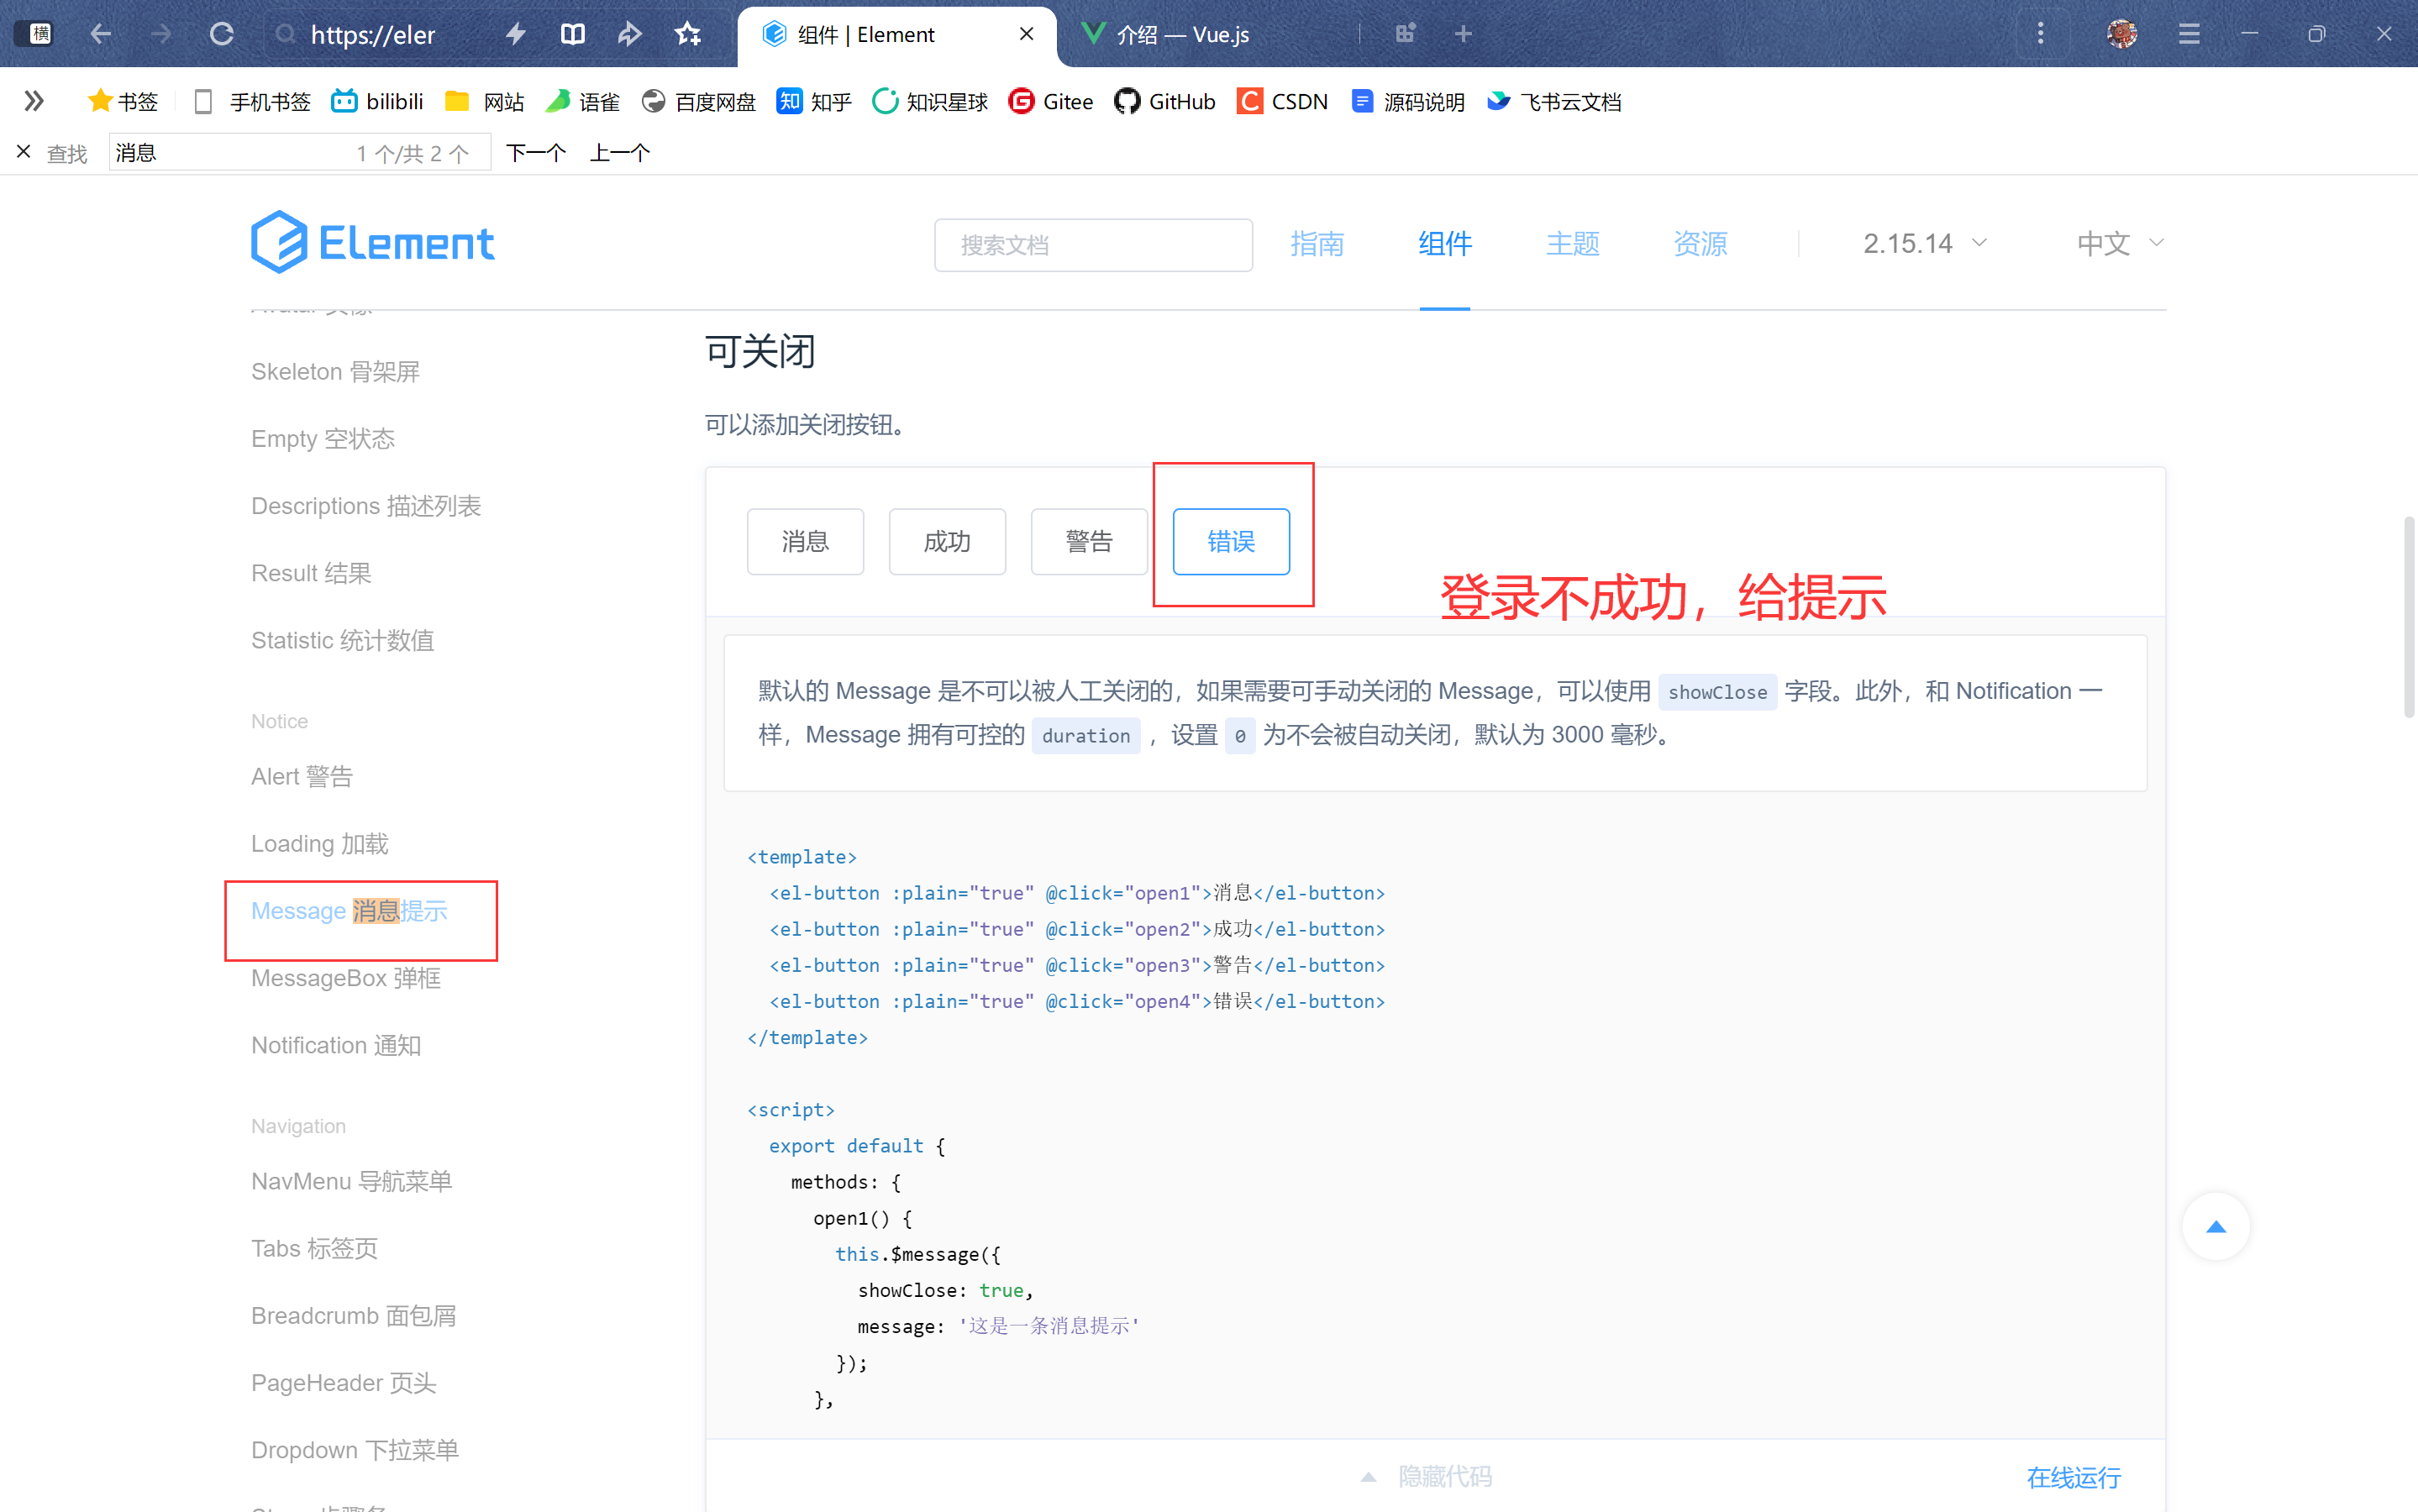 横
https://eler
组件 | Element
介绍 — Vue.js
书签
手机书签
bilibili
网站
语雀
百度网盘
知 知乎
知识星球
Gitee
GitHub
CSDN
源码说明
飞书云文档
查找
消息
1 个/共 2 个
下一个
上一个
Element
搜索文档
指南
组件
主题
资源
2.15.14
中文
Skeleton 骨架屏
Empty 空状态
Descriptions 描述列表
Result 结果
Statistic 统计数值
Notice
Alert 警告
Loading 加载
Message 消息提示
MessageBox 弹框
Notification 通知
Navigation
NavMenu 导航菜单
Tabs 标签页
Breadcrumb 面包屑
PageHeader 页头
Dropdown 下拉菜单
可关闭
可以添加关闭按钮。
消息
成功
警告
错误
登录不成功，给提示
默认的 Message 是不可以被人工关闭的，如果需要可手动关闭的 Message，可以使用 showClose 字段。此外，和 Notification 一
样，Message 拥有可控的 duration ，设置 0 为不会被自动关闭，默认为 3000 毫秒。
<template>
<el-button :plain="true" @click="open1">消息</el-button>
<el-button :plain="true" @click="open2">成功</el-button>
<el-button :plain="true" @click="open3">警告</el-button>
<el-button :plain="true" @click="open4">错误</el-button>
</template>
<script>
export default {
methods: {
open1() {
this.$message({
showClose: true,
message: '这是一条消息提示'
});
},
隐藏代码
在线运行